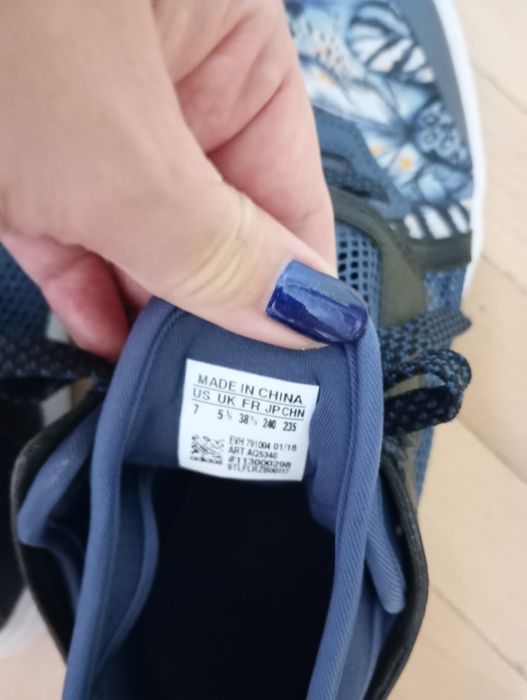 MADE IN CHINA
US UK FR JP CHN
7 5½ 38⅔ 240 235
EVH 791004 01/16
ART AQ5340
#113000298